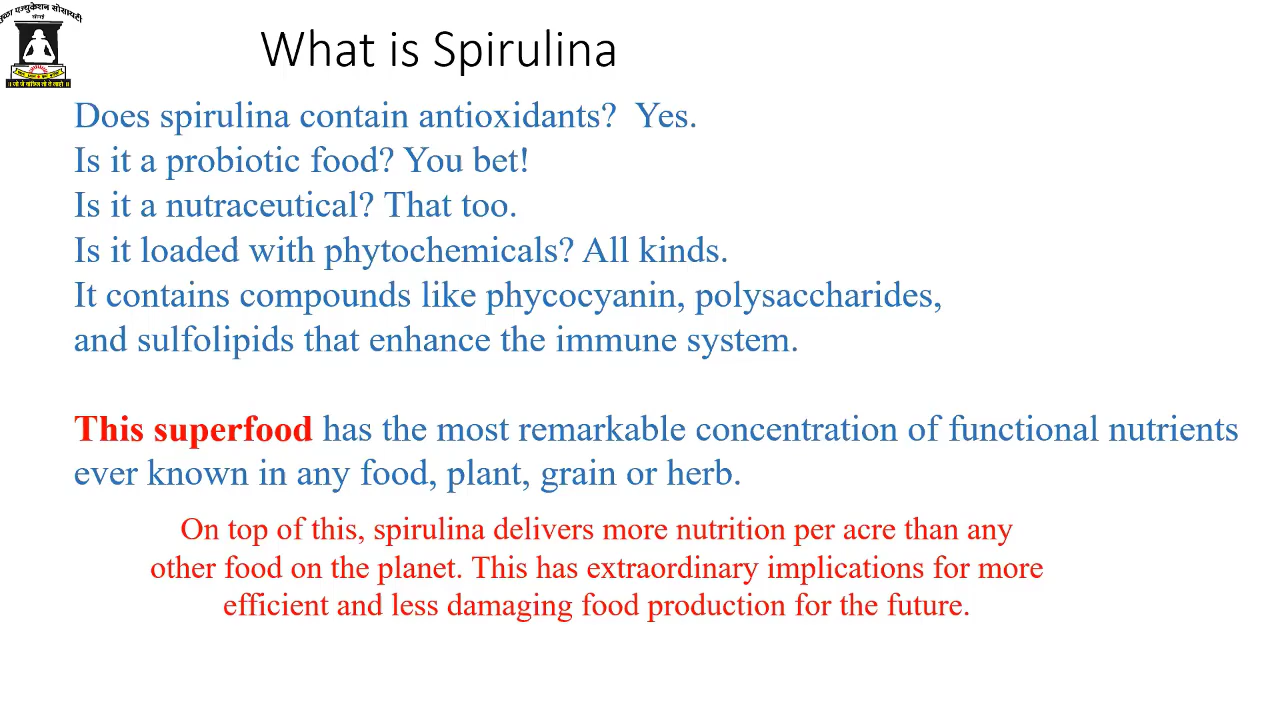 ुळा एज्युकेशन सोसायटी
What is Spirulina
Does spirulina contain antioxidants?  Yes.
Is it a probiotic food? You bet!
Is it a nutraceutical? That too.
Is it loaded with phytochemicals? All kinds.
It contains compounds like phycocyanin, polysaccharides,
and sulfolipids that enhance the immune system.
This superfood has the most remarkable concentration of functional nutrients
ever known in any food, plant, grain or herb.
On top of this, spirulina delivers more nutrition per acre than any
other food on the planet. This has extraordinary implications for more
efficient and less damaging food production for the future.